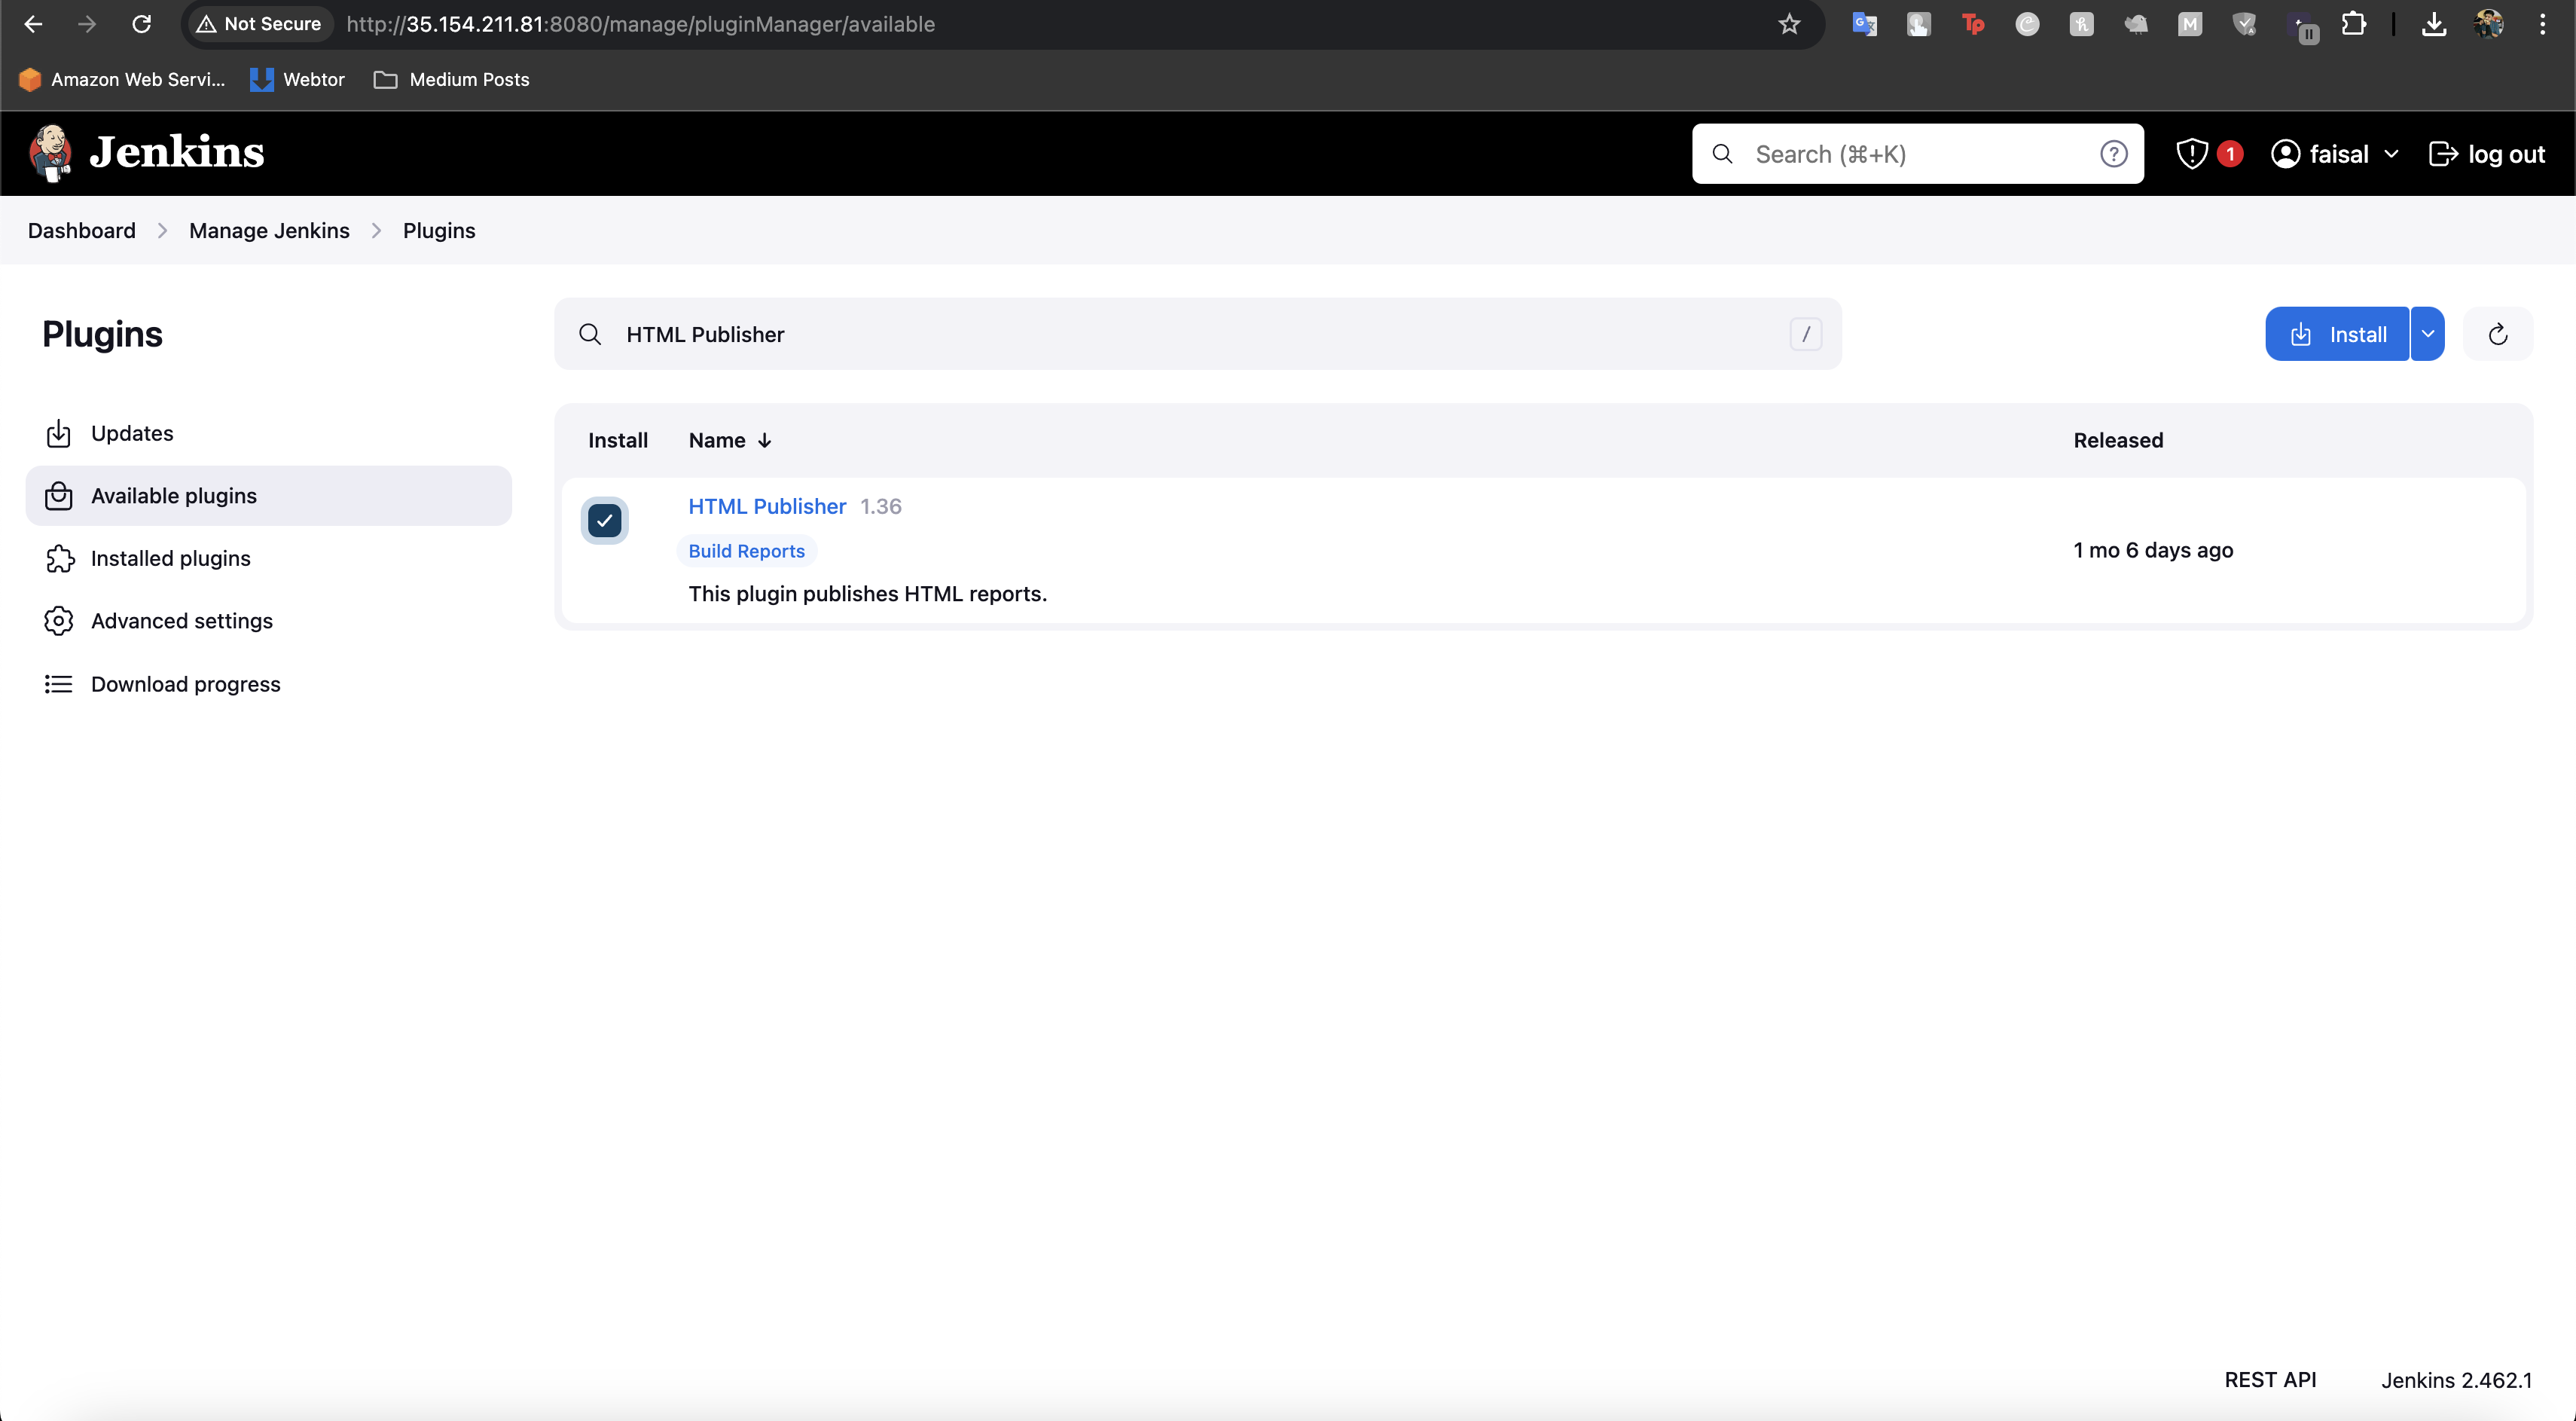 Not Secure http://35.154.211.81:8080/manage/pluginManager/available
Amazon Web Servi... Webtor Medium Posts
Jenkins Search (⌘+K) 1 faisal log out
Dashboard Manage Jenkins Plugins
Plugins HTML Publisher / Install
Updates
Available plugins
Installed plugins
Advanced settings
Download progress
Install Name Released
HTML Publisher 1.36
Build Reports
1 mo 6 days ago
This plugin publishes HTML reports.
REST API Jenkins 2.462.1